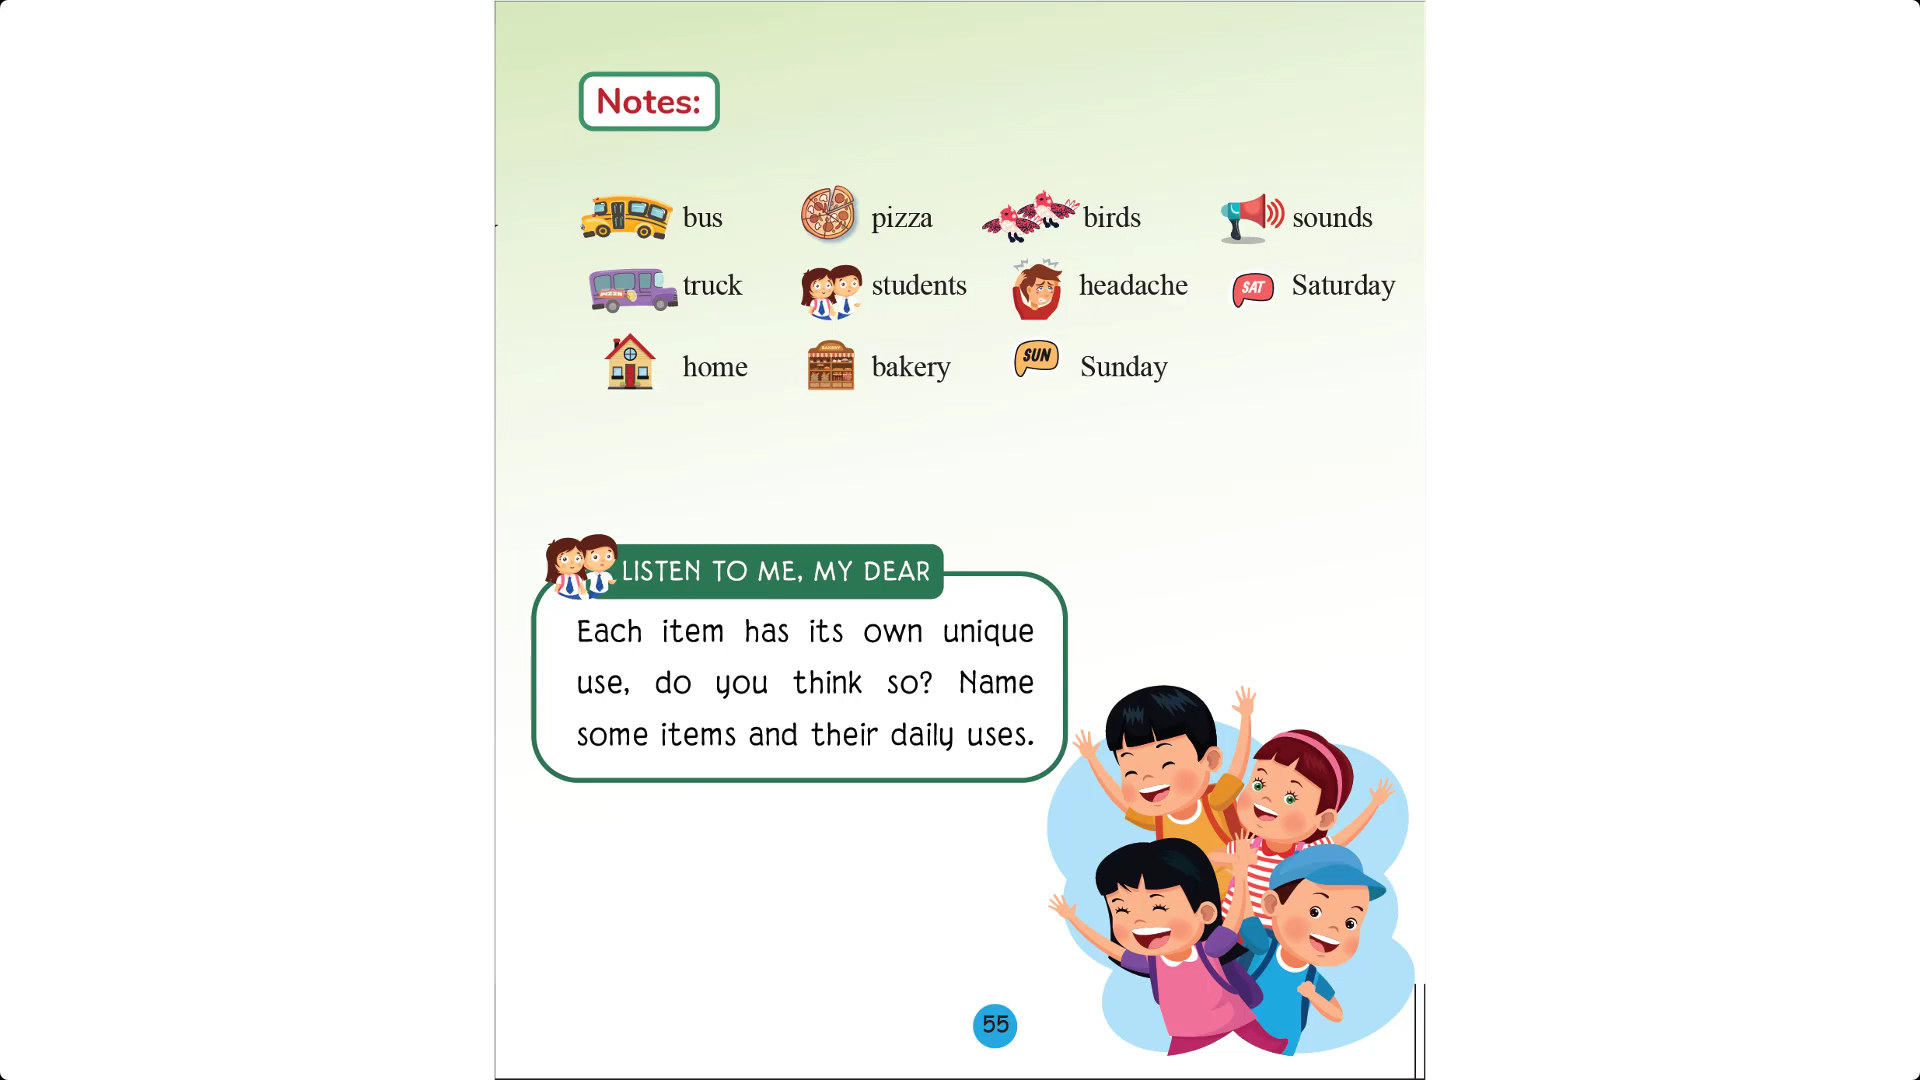 Notes:
bus pizza birds sounds
truck students headache SAT Saturday
home bakery SUN Sunday
LISTEN TO ME, MY DEAR
Each item has its own unique
use, do you think so? Name
some items and their daily uses.
55